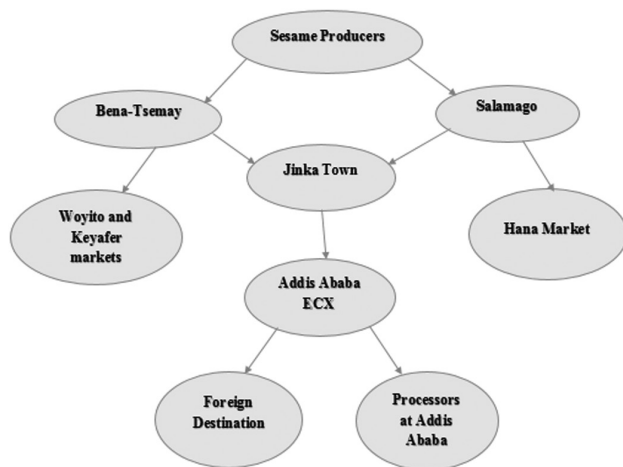 Sesame Producers
Bena-Tsemay
Salamago
Jinka Town
Woyito and
Keyafer
markets
Hana Market
Addis Ababa
ECX
Foreign
Destination
Processors
at Addis
Ababa